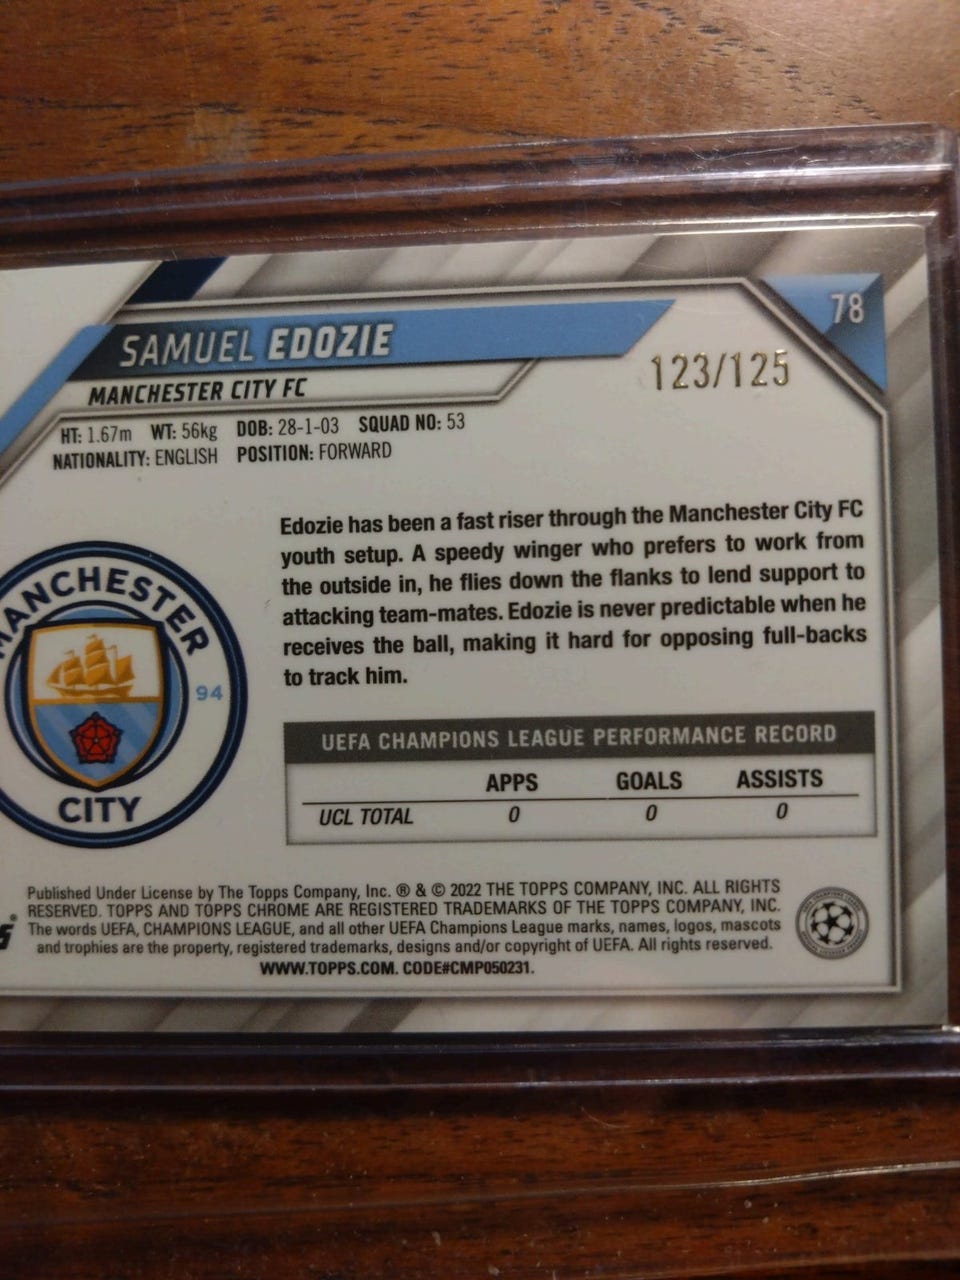 78
SAMUEL EDOZIE
123/125
MANCHESTER CITY FC
HT: 1.67m WT: 56kg DOB: 28-1-03 SQUAD NO: 53
NATIONALITY: ENGLISH POSITION: FORWARD
Edozie has been a fast riser through the Manchester City FC
youth setup. A speedy winger who prefers to work from
the outside in, he flies down the flanks to lend support to
attacking team-mates. Edozie is never predictable when he
receives the ball, making it hard for opposing full-backs
to track him.
MANCHESTER
94
CITY
UEFA CHAMPIONS LEAGUE PERFORMANCE RECORD
APPS GOALS ASSISTS
UCL TOTAL 0 0 0
Published Under License by The Topps Company, Inc. ® & © 2022 THE TOPPS COMPANY, INC. ALL RIGHTS
RESERVED. TOPPS AND TOPPS CHROME ARE REGISTERED TRADEMARKS OF THE TOPPS COMPANY, INC.
The words UEFA, CHAMPIONS LEAGUE, and all other UEFA Champions League marks, names, logos, mascots
and trophies are the property, registered trademarks, designs and/or copyright of UEFA. All rights reserved.
WWW.TOPPS.COM. CODE#CMP050231.